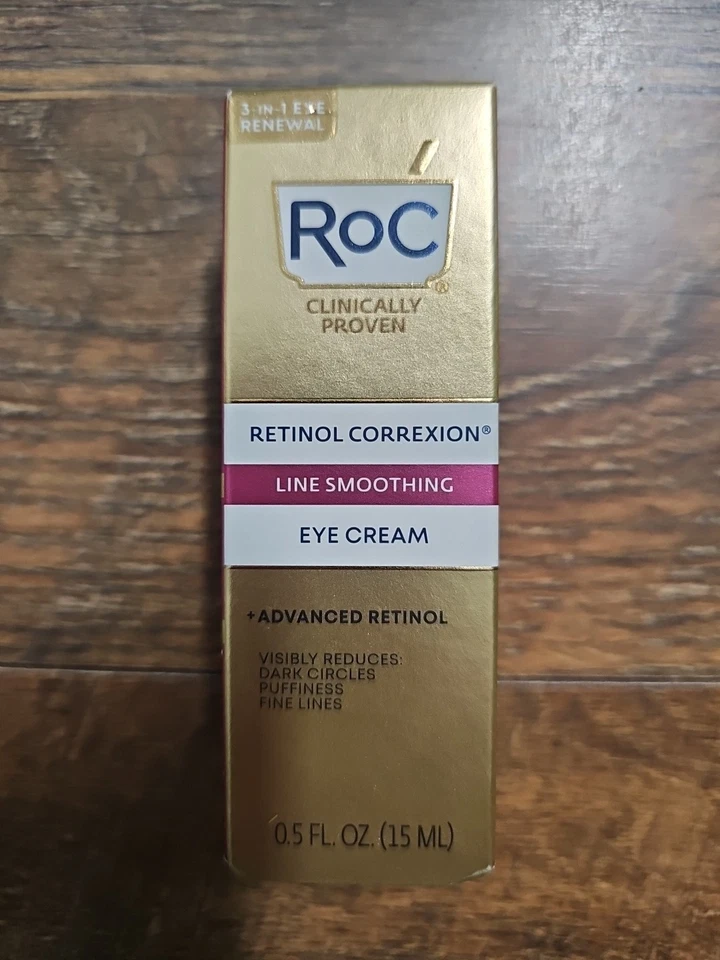 3-IN-1 EYE
RENEWAL
RoC®
CLINICALLY
PROVEN
RETINOL CORREXION®
LINE SMOOTHING
EYE CREAM
+ADVANCED RETINOL
VISIBLY REDUCES:
DARK CIRCLES
PUFFINESS
FINE LINES
0.5 FL. OZ. (15 ML)